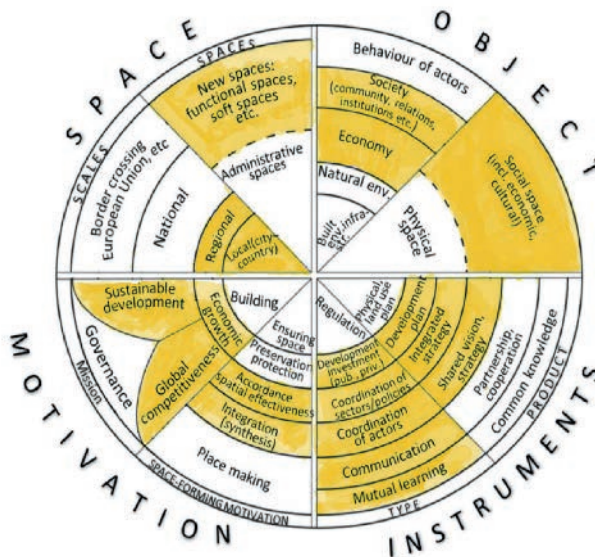 SPACE
OBJECT
MOTIVATION
INSTRUMENTS
SPACES
New spaces:
functional spaces,
soft spaces
etc.
Administrative
spaces
SCALES
Border crossing
European Union, etc
National
Regional
Local(city-
country)
Behaviour of actors
Society
(community, relations,
institutions etc.)
Economy
Natural env.
Built
env.infra-
str.
Physical
space
Social space
(incl. economic,
cultural)
Sustainable
development
Governance
Mission
Global
competitiveness
Economic
growth
Building
Ensuring
space
Preservation
protection
Accordance
spatial effectiveness
Integration
(synthesis)
Place making
SPACE-FORMING MOTIVATION
Regulation
Physical,
land use
plan
Development
plan
Integrated
strategy
Shared vision,
strategy
Partnership,
cooperation
Common knowledge
PRODUCT
Development
investment
(pub., priv.)
Coordination of
sectors/policies
Coordination
of actors
Communication
Mutual learning
TYPE